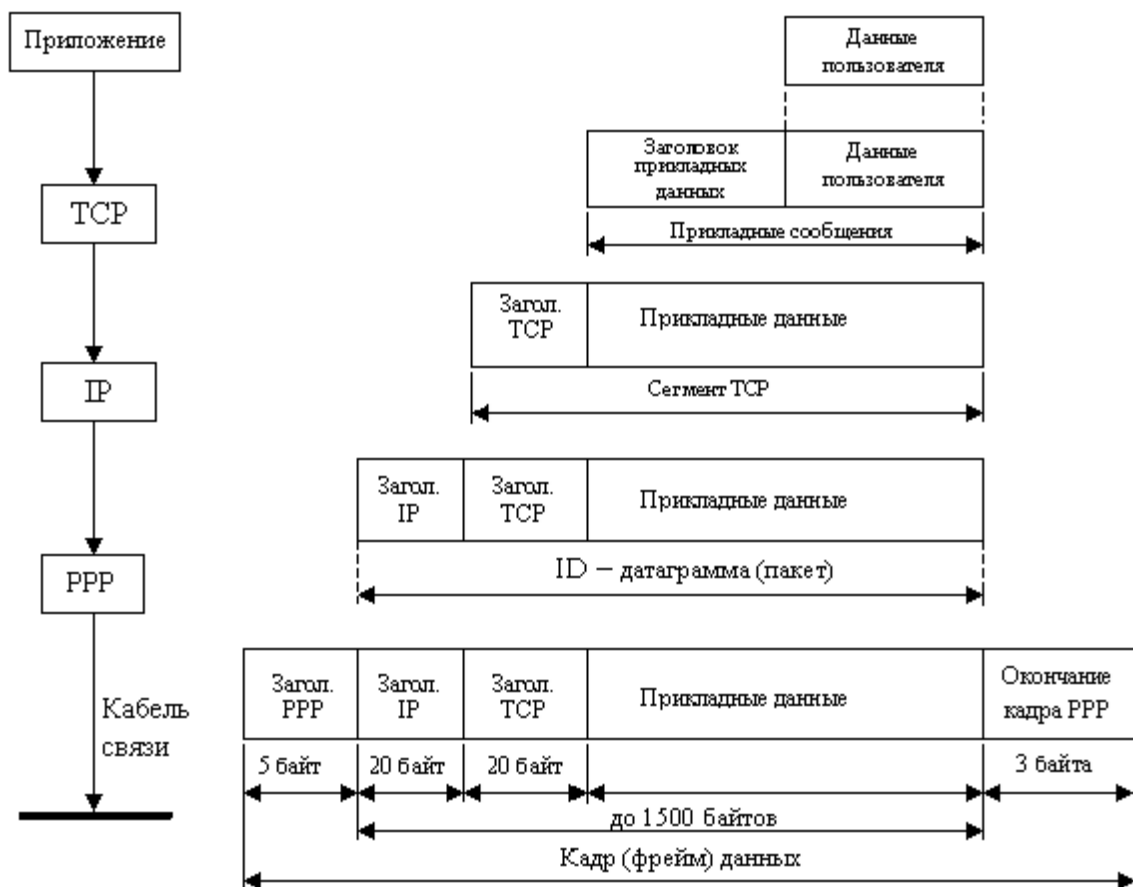 Приложение
Данные
пользователя
Заголовок
прикладных
данных
Данные
пользователя
TCP
Прикладные сообщения
Загол.
TCP
Прикладные данные
IP
Сегмент TCP
Загол.
IP
Загол.
TCP
Прикладные данные
PPP
ID – датаграмма (пакет)
Загол.
PPP
Загол.
IP
Загол.
TCP
Прикладные данные
Окончание
кадра PPP
Кабель
связи
5 байт
20 байт
20 байт
3 байта
до 1500 байтов
Кадр (фрейм) данных